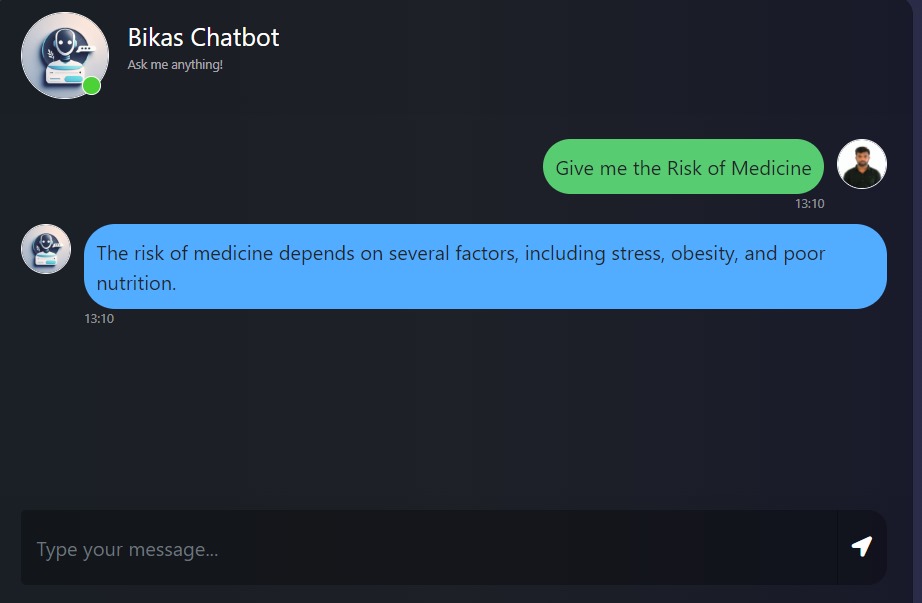 Bikas Chatbot
Ask me anything!
Give me the Risk of Medicine
13:10
The risk of medicine depends on several factors, including stress, obesity, and poor
nutrition.
13:10
Type your message...